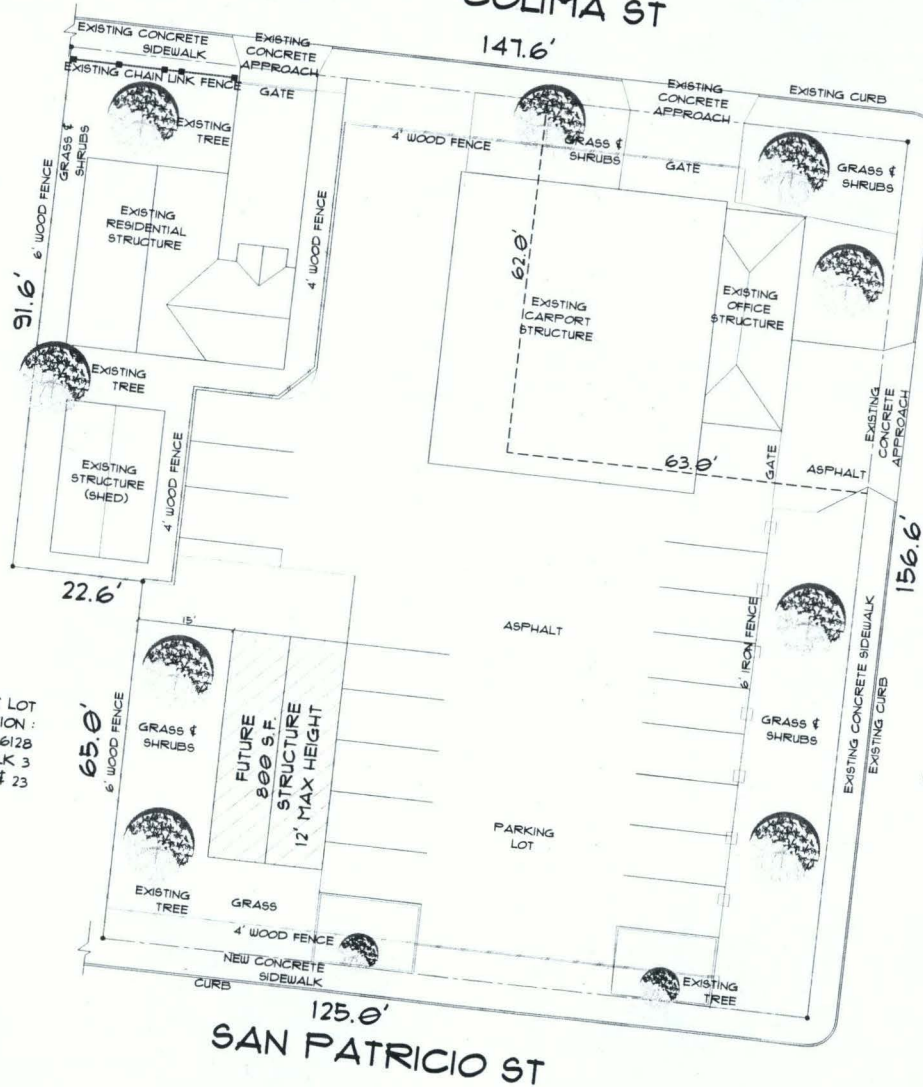 COLIMA ST
147.6'
EXISTING CONCRETE
SIDEWALK
EXISTING
CONCRETE
APPROACH
EXISTING CHAIN LINK FENCE
GATE
EXISTING
TREE
GRASS &
SHRUBS
6' WOOD FENCE
EXISTING
RESIDENTIAL
STRUCTURE
4' WOOD FENCE
91.6'
EXISTING
TREE
EXISTING
STRUCTURE
(SHED)
4' WOOD FENCE
22.6'
4' WOOD FENCE
GRASS &
SHRUBS
GATE
EXISTING
CONCRETE
APPROACH
EXISTING CURB
GRASS &
SHRUBS
62.0'
EXISTING
CARPORT
STRUCTURE
EXISTING
OFFICE
STRUCTURE
63.0'
GATE
ASPHALT
EXISTING
CONCRETE
APPROACH
156.6'
ASPHALT
6' IRON FENCE
GRASS &
SHRUBS
EXISTING CONCRETE SIDEWALK
EXISTING CURB
LOT
ION :
6128
LK 3
# 23
65.0'
6' WOOD FENCE
15'
GRASS &
SHRUBS
FUTURE
800 S.F.
STRUCTURE
12' MAX HEIGHT
PARKING
LOT
EXISTING
TREE
GRASS
4' WOOD FENCE
NEW CONCRETE
SIDEWALK
CURB
EXISTING
TREE
125.0'
SAN PATRICIO ST